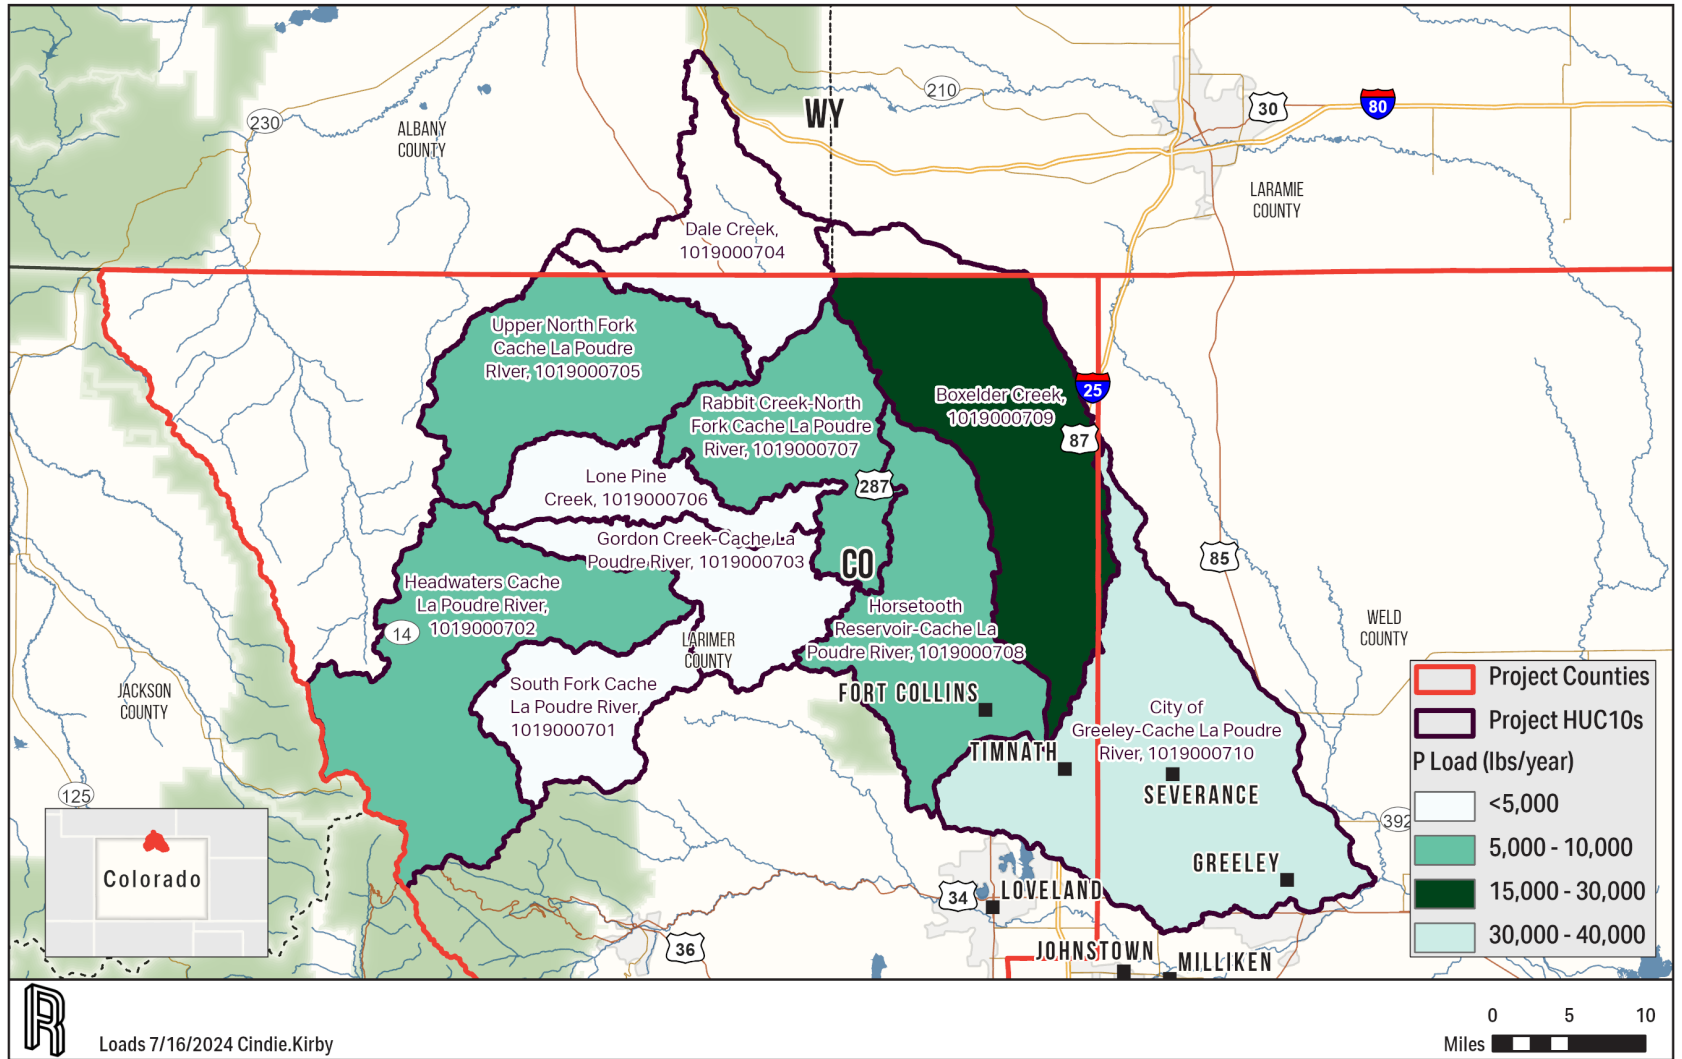 WY
210
30
80
230
ALBANY
COUNTY
LARAMIE
COUNTY
Dale Creek,
1019000704
Upper North Fork
Cache La Poudre
RIver, 1019000705
25
Boxelder Creek,
1019000709
Rabbit Creek-North
Fork Cache La Poudre
River, 1019000707
87
Lone Pine
Creek, 1019000706
287
Gordon Creek-Cache La
Poudre River, 1019000703
CO
85
Headwaters Cache
La Poudre River,
1019000702
14
Horsetooth
Reservoir-Cache La
Poudre River, 1019000708
LARIMER
COUNTY
WELD
COUNTY
JACKSON
COUNTY
South Fork Cache
La Poudre River,
1019000701
FORT COLLINS
City of
Greeley-Cache La Poudre
River, 1019000710
TIMNATH
SEVERANCE
125
392
GREELEY
34
LOVELAND
36
JOHNSTOWN
MILLIKEN
Colorado
Project Counties
Project HUC10s
P Load (lbs/year)
<5,000
5,000 - 10,000
15,000 - 30,000
30,000 - 40,000
R
Loads 7/16/2024 Cindie.Kirby
0 5 10
Miles